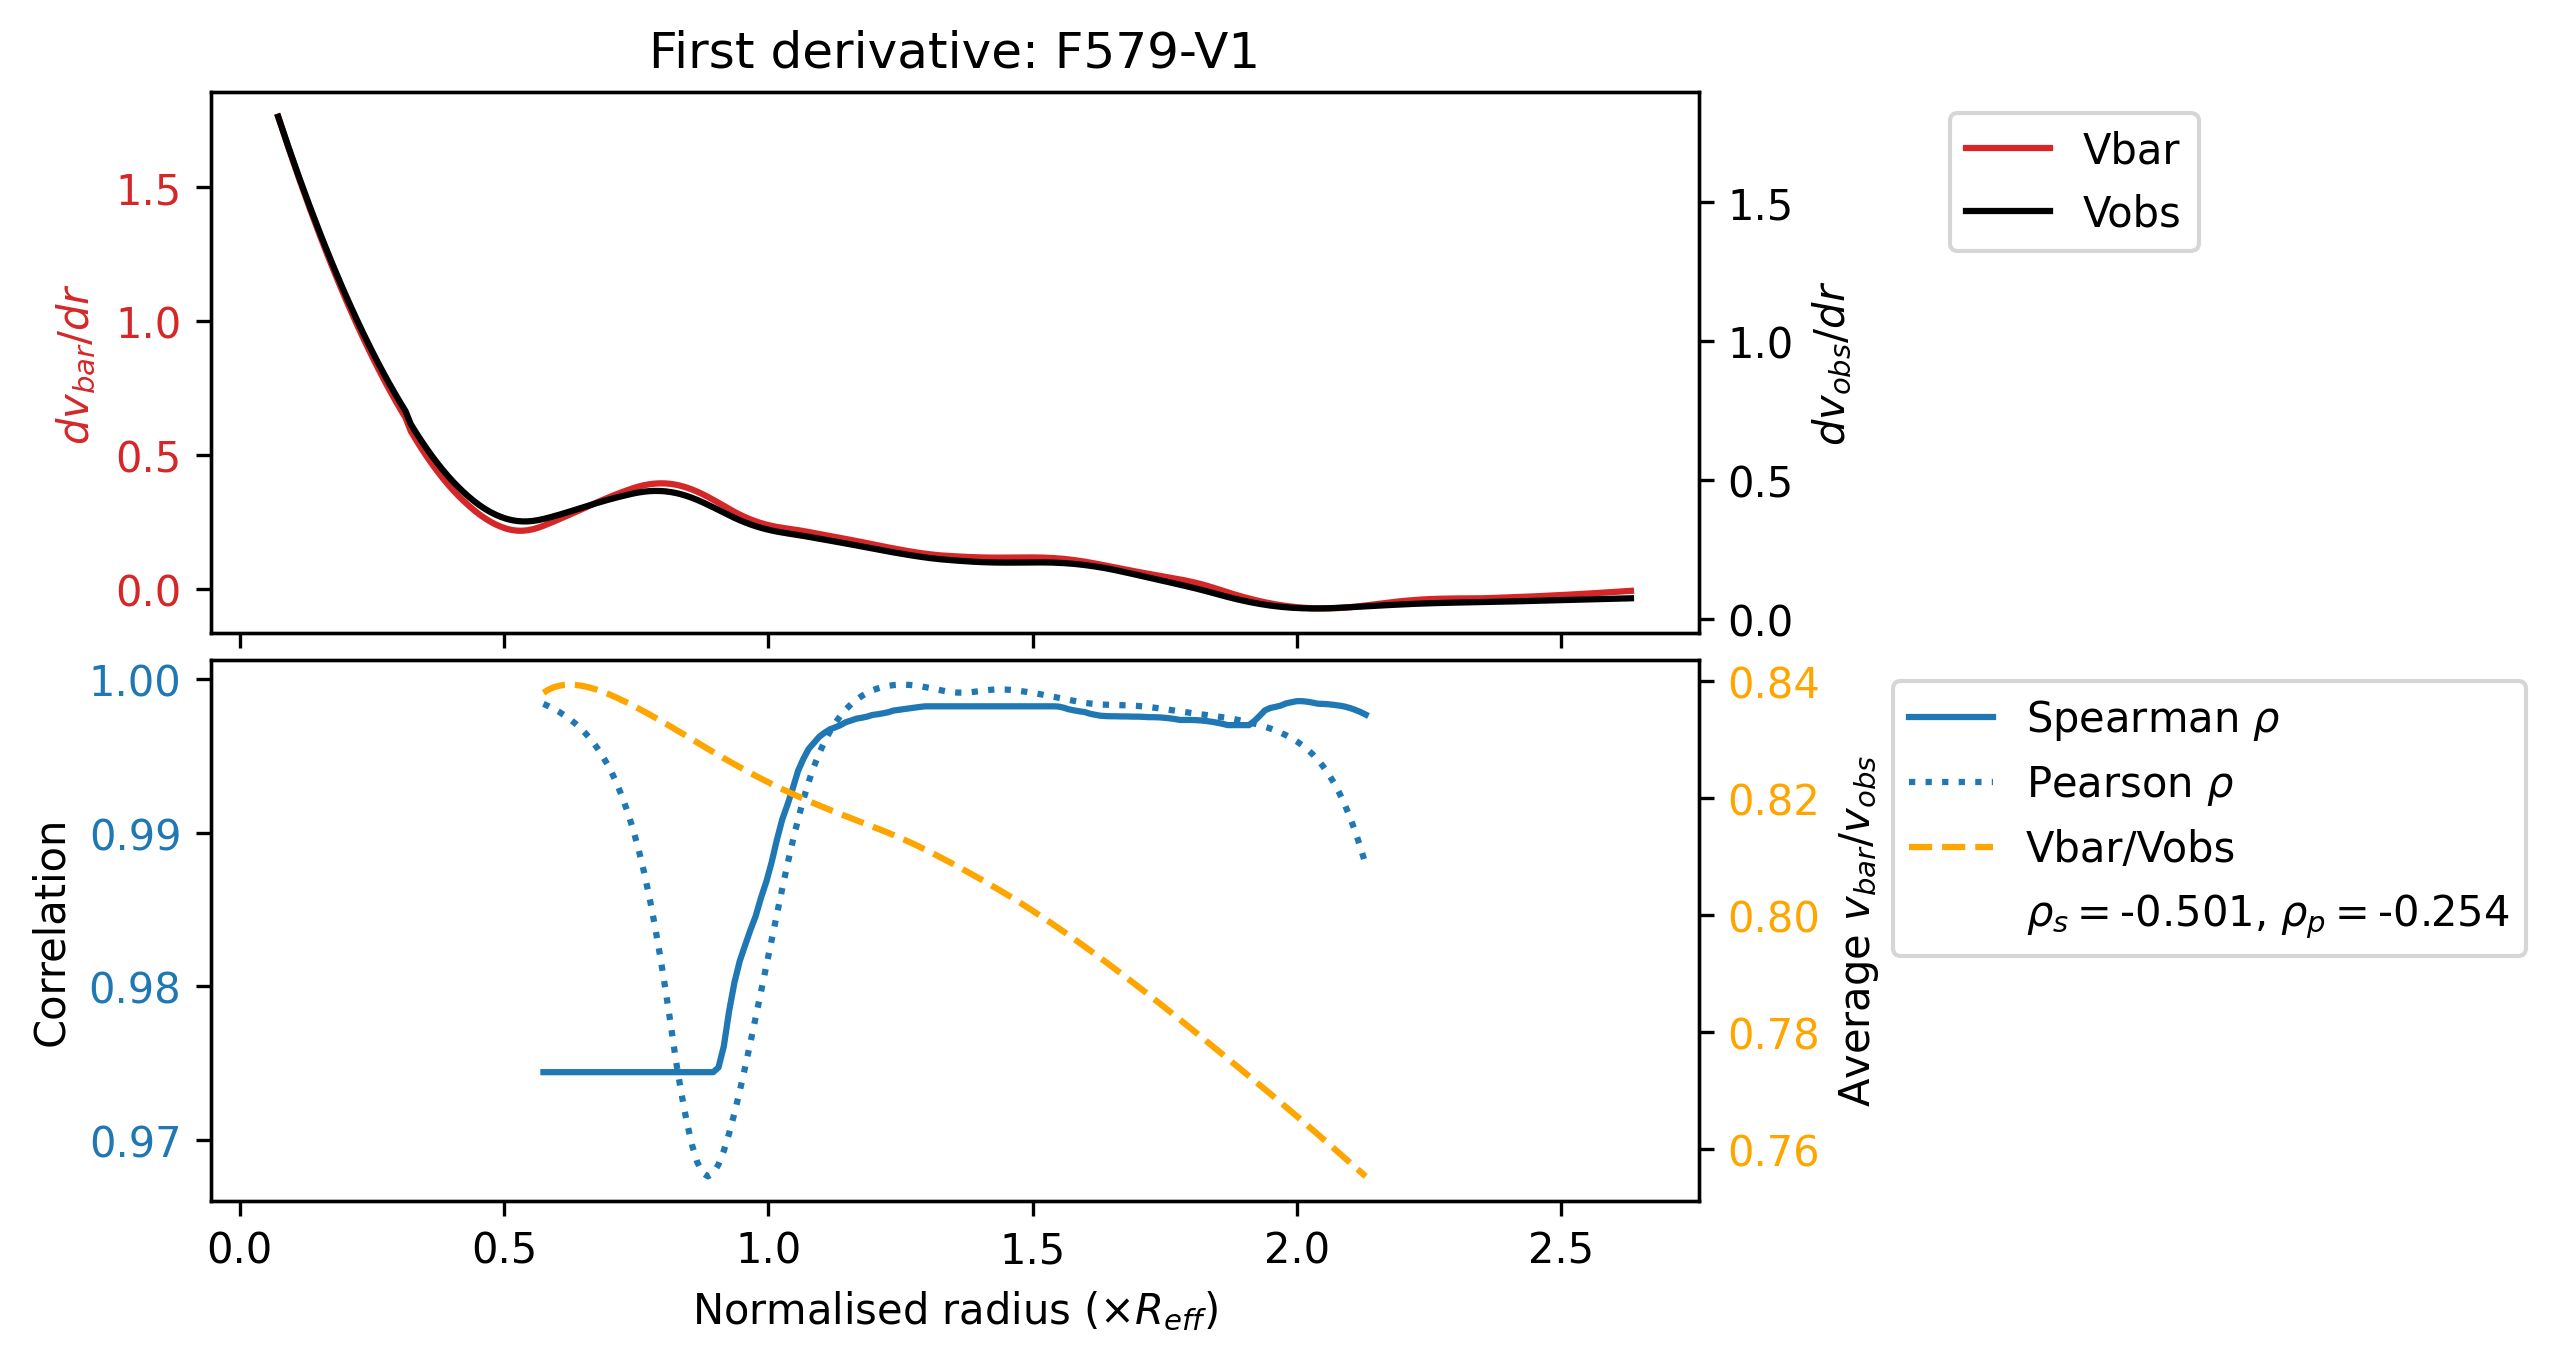 First derivative: F579-V1
1.5
1.0
0.5
0.0
dv_bar/dr
1.5
1.0
0.5
0.0
dv_obs/dr
Vbar
Vobs
1.00
0.99
0.98
0.97
Correlation
0.84
0.82
0.80
0.78
0.76
Average v_bar/v_obs
Spearman ρ
Pearson ρ
Vbar/Vobs
ρ_s = -0.501, ρ_p = -0.254
0.0 0.5 1.0 1.5 2.0 2.5
Normalised radius (×R_eff)